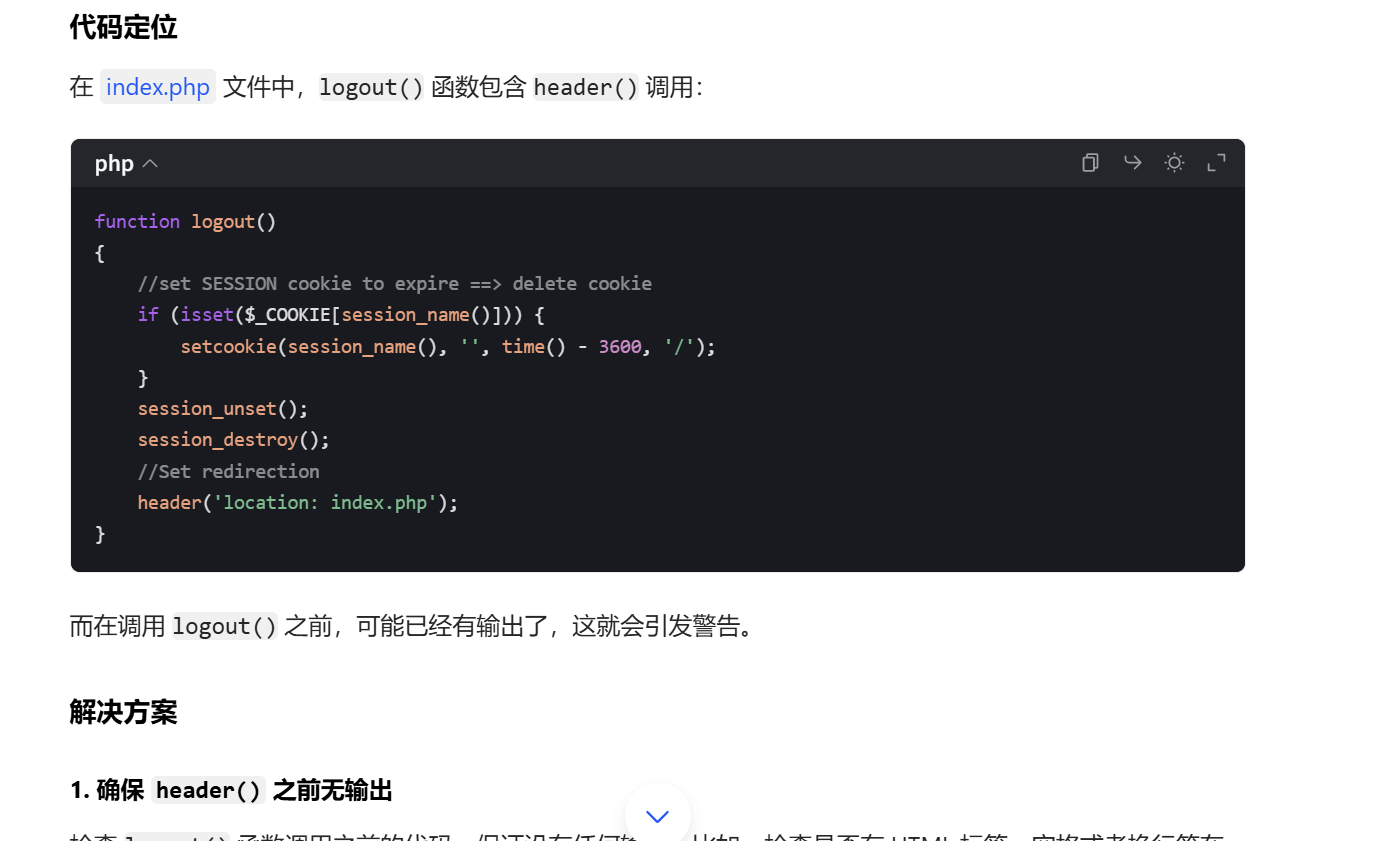 代码定位
在 index.php 文件中，logout() 函数包含 header() 调用：
php
function logout()
{
    //set SESSION cookie to expire ==> delete cookie
    if (isset($_COOKIE[session_name()])) {
        setcookie(session_name(), '', time() - 3600, '/');
    }
    session_unset();
    session_destroy();
    //Set redirection
    header('location: index.php');
}
而在调用 logout() 之前，可能已经有输出了，这就会引发警告。
解决方案
1. 确保 header() 之前无输出